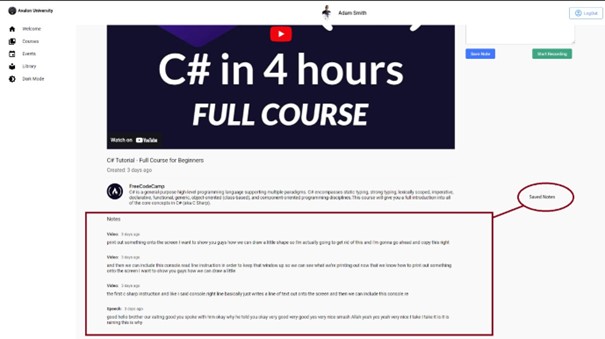 Avalon University
Adam Smith
Logout
Welcome
Courses
Events
Library
Dark Mode
C# in 4 hours
FULL COURSE
Watch on YouTube
Save Note
Start Recording
C# Tutorial - Full Course for Beginners
Created 3 days ago
FreeCodeCamp
C# is a general-purpose high-level programming language supporting multiple paradigms. C# encompasses static typing, strong typing, lexically scoped, imperative,
declarative, functional, generic, object-oriented (class-based), and component-oriented programming disciplines. This course will give you a full introduction into all
of the core concepts in C# (aka C Sharp).
Saved Notes
Notes
Video 3 days ago
print out something onto the screen I want to show you guys how we can draw a little shape so I'm actually going to get rid of this and I'm gonna go ahead and copy this right
Video 3 days ago
and then we can include this console read line instruction in order to keep that window up so we can see what we're printing out now that we know how to print out something
onto the screen I want to show you guys how we can draw a little
Video 3 days ago
the first c sharp instruction and like I said console right line basically just writes a line of text out onto the screen and then we can include this console re
Speech 3 days ago
good hello brother our eating good you spoke with him okay why he told you okay very good very good you very nice smash Allah yeah yes yeah very nice I take I take it is it is
raining this is why